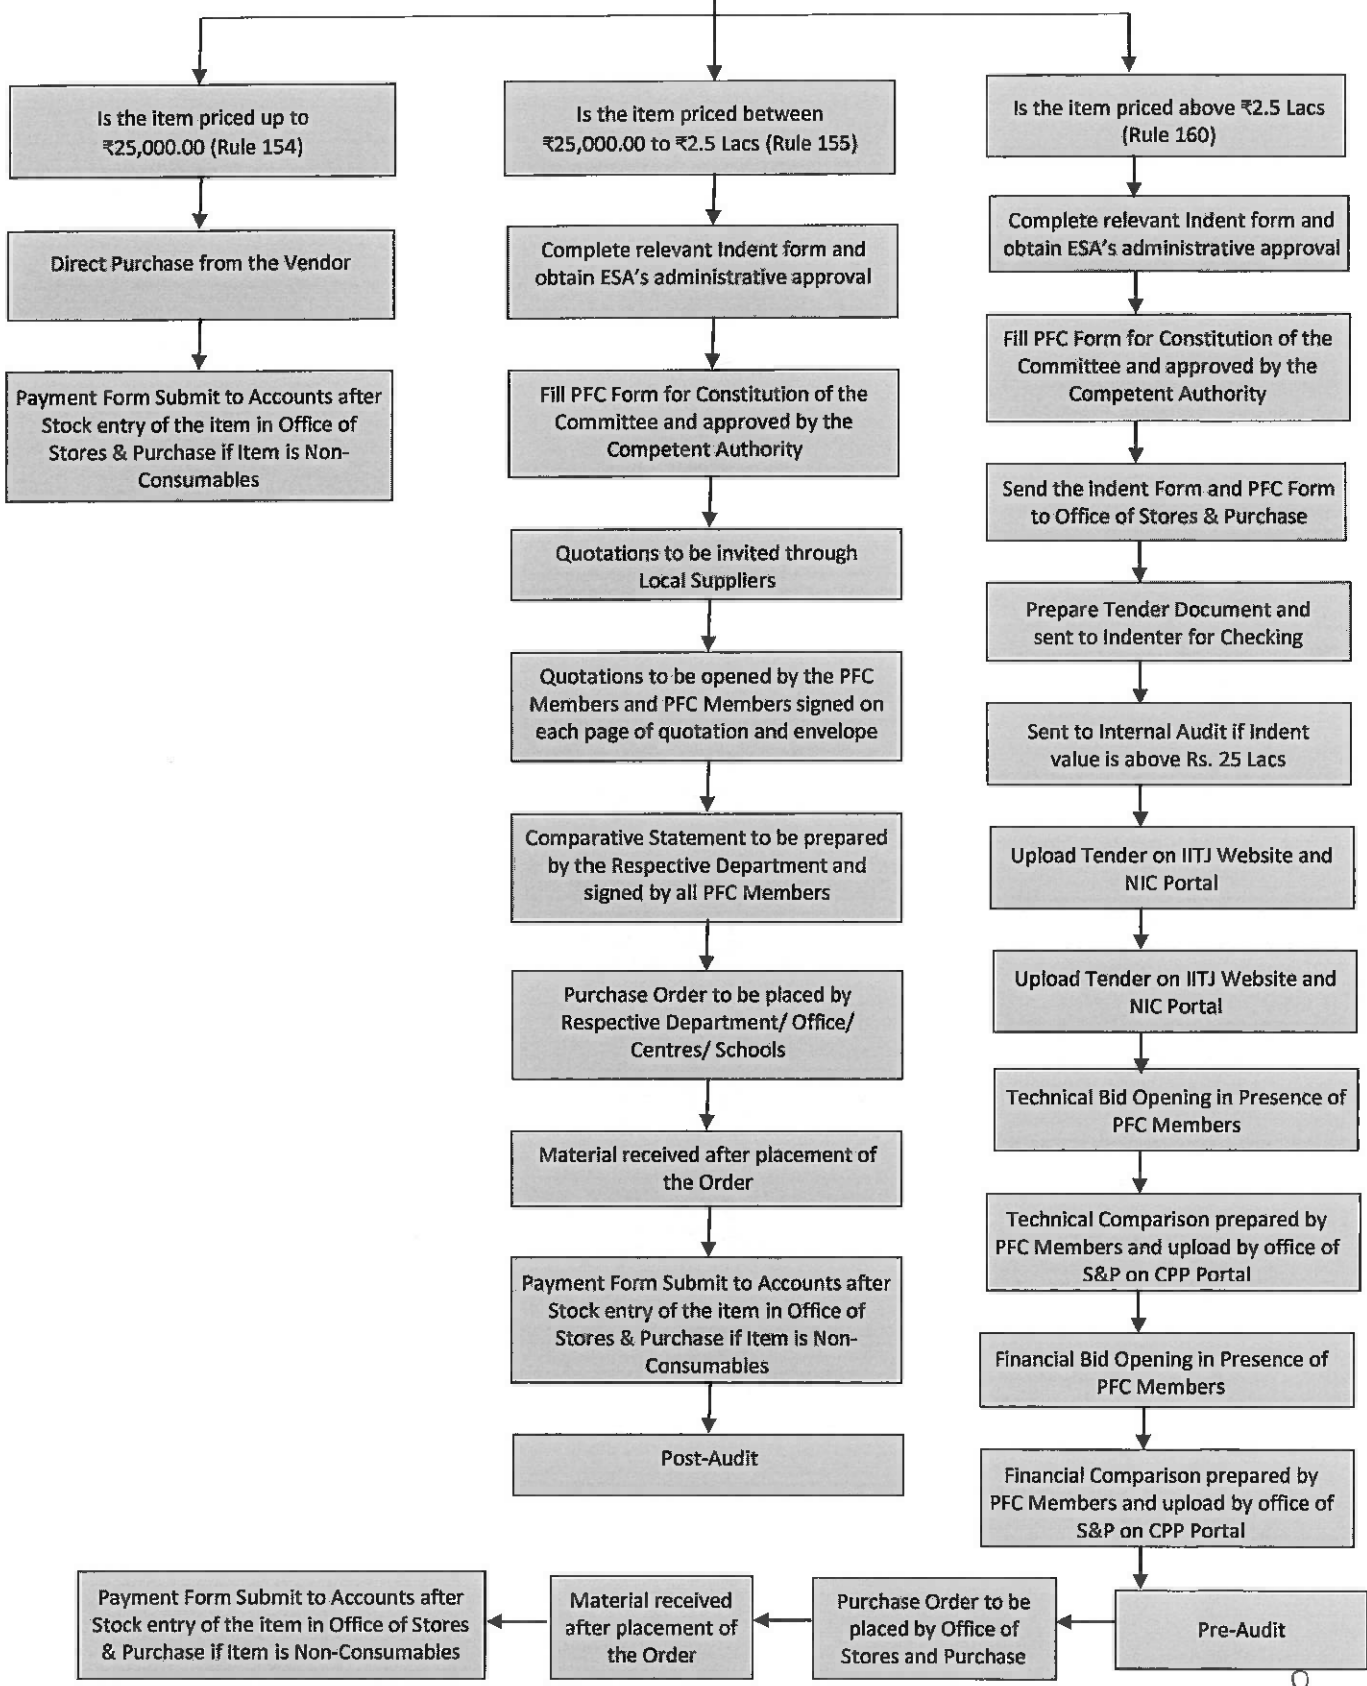 Is the item priced up to
₹25,000.00 (Rule 154)
Direct Purchase from the Vendor
Payment Form Submit to Accounts after
Stock entry of the item in Office of
Stores & Purchase if Item is Non-
Consumables
Is the item priced between
₹25,000.00 to ₹2.5 Lacs (Rule 155)
Complete relevant Indent form and
obtain ESA's administrative approval
Fill PFC Form for Constitution of the
Committee and approved by the
Competent Authority
Quotations to be invited through
Local Suppliers
Quotations to be opened by the PFC
Members and PFC Members signed on
each page of quotation and envelope
Comparative Statement to be prepared
by the Respective Department and
signed by all PFC Members
Purchase Order to be placed by
Respective Department/ Office/
Centres/ Schools
Material received after placement of
the Order
Payment Form Submit to Accounts after
Stock entry of the item in Office of
Stores & Purchase if Item is Non-
Consumables
Post-Audit
Is the item priced above ₹2.5 Lacs
(Rule 160)
Complete relevant Indent form and
obtain ESA's administrative approval
Fill PFC Form for Constitution of the
Committee and approved by the
Competent Authority
Send the Indent Form and PFC Form
to Office of Stores & Purchase
Prepare Tender Document and
sent to Indenter for Checking
Sent to Internal Audit if Indent
value is above Rs. 25 Lacs
Upload Tender on IITJ Website and
NIC Portal
Upload Tender on IITJ Website and
NIC Portal
Technical Bid Opening in Presence of
PFC Members
Technical Comparison prepared by
PFC Members and upload by office of
S&P on CPP Portal
Financial Bid Opening in Presence of
PFC Members
Financial Comparison prepared by
PFC Members and upload by office of
S&P on CPP Portal
Pre-Audit
Purchase Order to be
placed by Office of
Stores and Purchase
Material received
after placement of
the Order
Payment Form Submit to Accounts after
Stock entry of the item in Office of Stores
& Purchase if Item is Non-Consumables